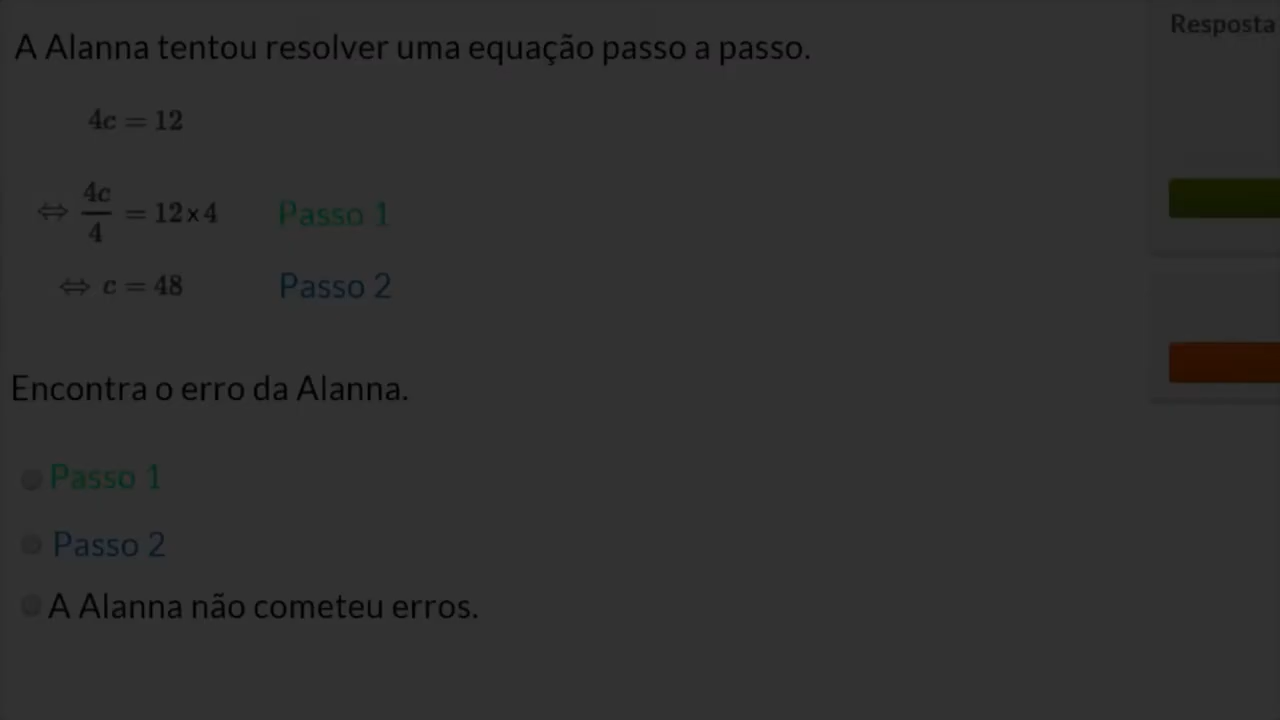 A Alanna tentou resolver uma equação passo a passo.
Resposta
4c = 12
⇔ 4c/4 = 12 × 4 Passo 1
⇔ c = 48 Passo 2
Encontra o erro da Alanna.
Passo 1
Passo 2
A Alanna não cometeu erros.